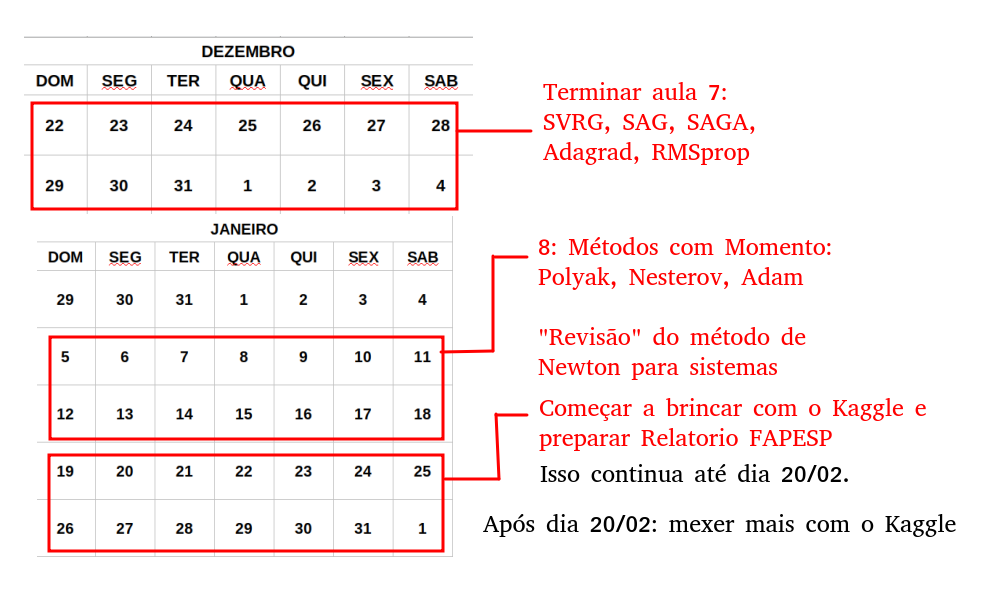 DEZEMBRO
DOM SEG TER QUA QUI SEX SAB
22 23 24 25 26 27 28
29 30 31 1 2 3 4
Terminar aula 7:
SVRG, SAG, SAGA,
Adagrad, RMSprop
JANEIRO
DOM SEG TER QUA QUI SEX SAB
29 30 31 1 2 3 4
5 6 7 8 9 10 11
12 13 14 15 16 17 18
19 20 21 22 23 24 25
26 27 28 29 30 31 1
8: Métodos com Momento:
Polyak, Nesterov, Adam
"Revisão" do método de
Newton para sistemas
Começar a brincar com o Kaggle e
preparar Relatorio FAPESP
Isso continua até dia 20/02.
Após dia 20/02: mexer mais com o Kaggle